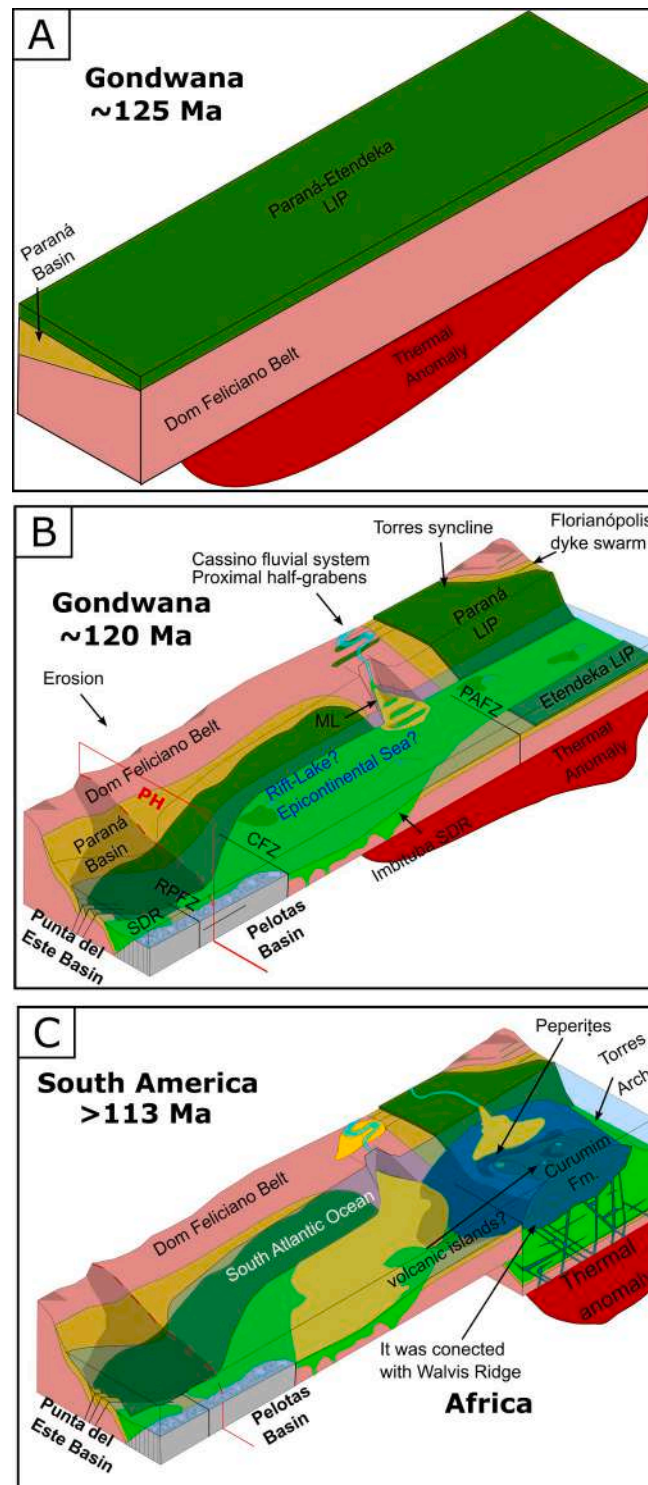 A
Gondwana
~125 Ma
Paraná-Etendeka
LIP
Paraná
Basin
Dom Feliciano Belt
Thermal
Anomaly
B
Gondwana
~120 Ma
Torres syncline
Florianópolis
dyke swarm
Cassino fluvial system
Proximal half-grabens
Paraná
LIP
Erosion
Etendeka LIP
PAFZ
ML
Dom Feliciano Belt
Rift-Lake?
Epicontinental Sea?
PH
Thermal
Anomaly
Paraná
Basin
CFZ
Imbituba SDR
RPFZ
SDR
Pelotas
Basin
Punta del
Este Basin
C
South America
>113 Ma
Peperites
Torres
Arch
Curumim
Fm.
Dom Feliciano Belt
South Atlantic Ocean
volcanic islands?
Thermal
anomaly
It was conected
with Walvis Ridge
Africa
Pelotas
Basin
Punta del
Este Basin